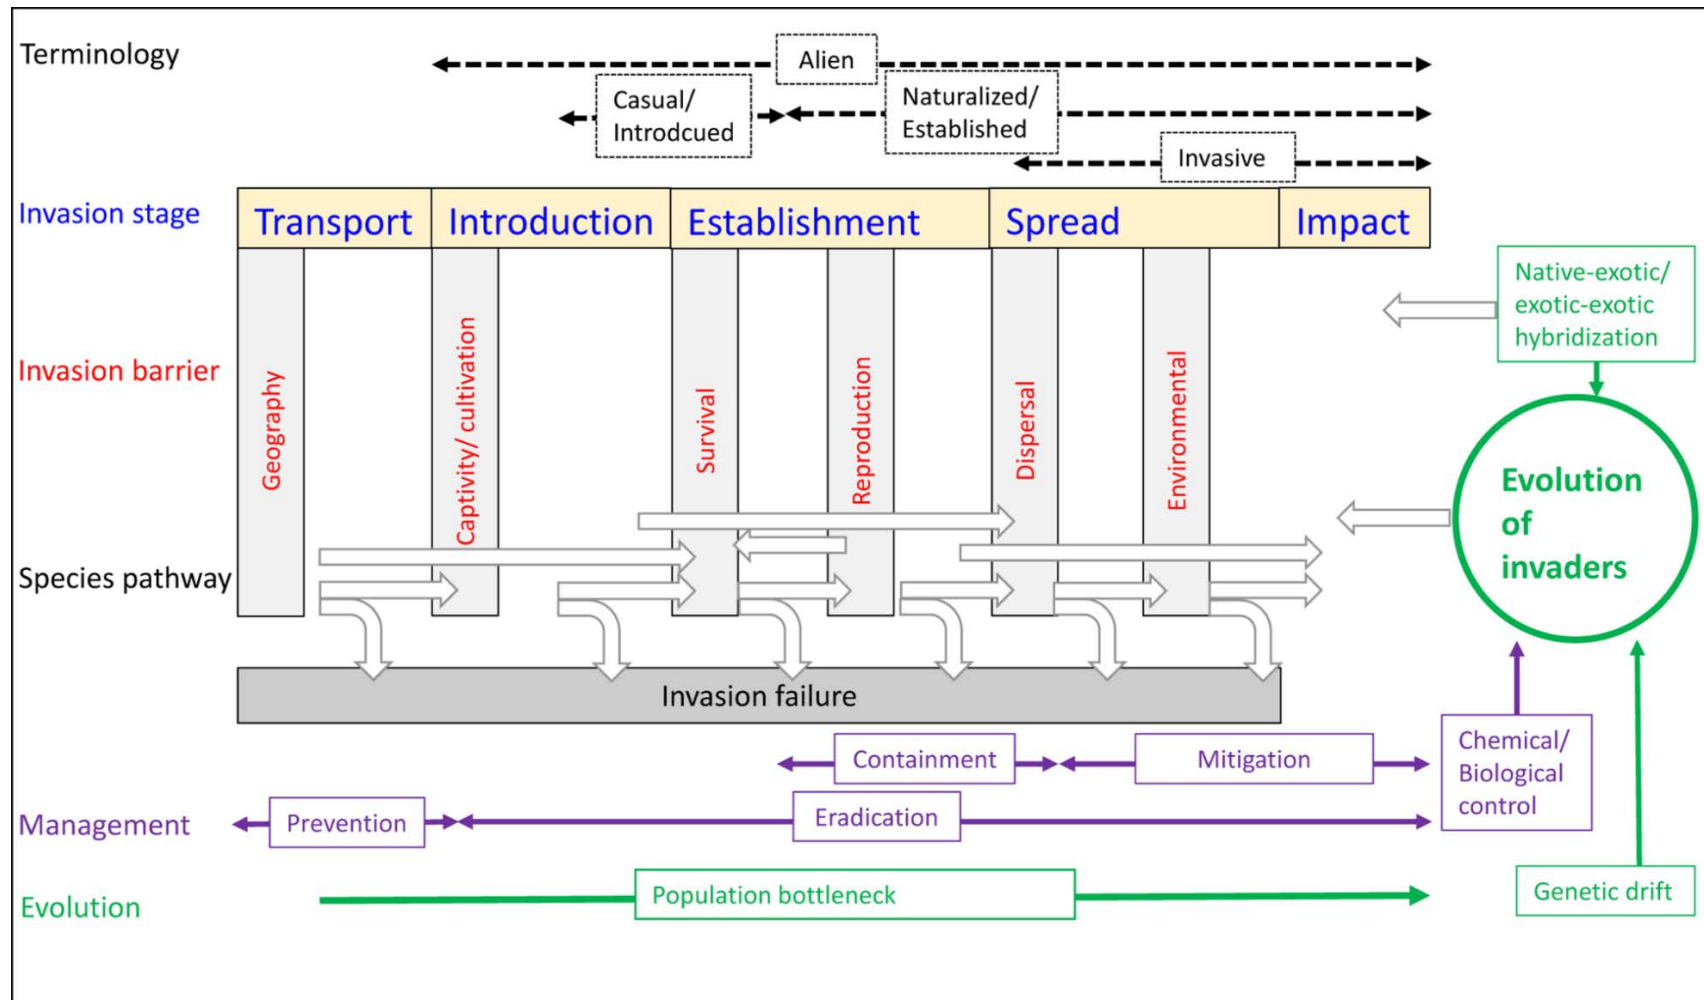 Terminology
Alien
Casual/
Introdcued
Naturalized/
Established
Invasive
Invasion stage
Transport
Introduction
Establishment
Spread
Impact
Invasion barrier
Geography
Captivity/ cultivation
Survival
Reproduction
Dispersal
Environmental
Native-exotic/
exotic-exotic
hybridization
Evolution
of
invaders
Species pathway
Invasion failure
Management
Containment
Mitigation
Prevention
Eradication
Chemical/
Biological
control
Evolution
Population bottleneck
Genetic drift